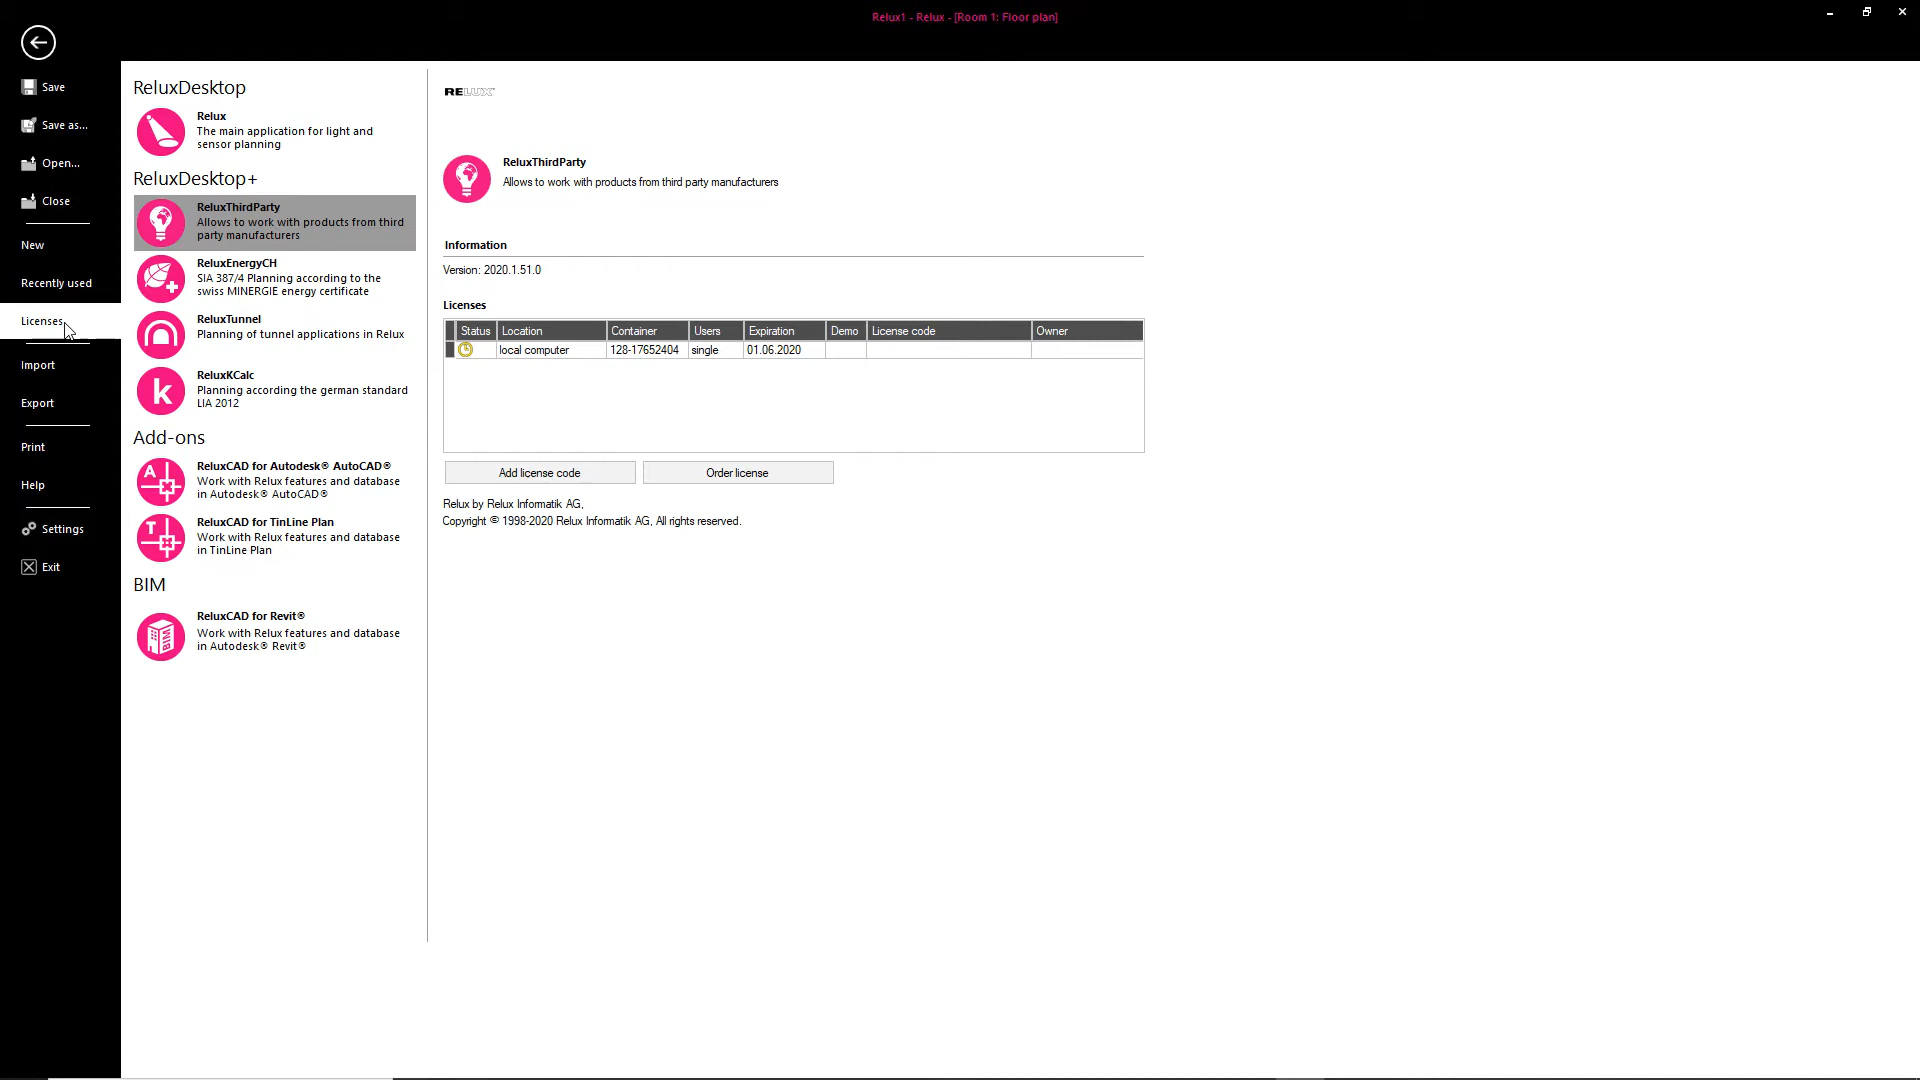 Relux1 - Relux - [Room 1: Floor plan]
Save
Save as...
Open...
Close
New
Recently used
Licenses
Import
Export
Print
Help
Settings
Exit
ReluxDesktop
Relux
The main application for light and
sensor planning
ReluxDesktop+
ReluxThirdParty
Allows to work with products from third
party manufacturers
ReluxEnergyCH
SIA 387/4 Planning according to the
swiss MINERGIE energy certificate
ReluxTunnel
Planning of tunnel applications in Relux
k
ReluxKCalc
Planning according the german standard
LIA 2012
Add-ons
A
ReluxCAD for Autodesk® AutoCAD®
Work with Relux features and database
in Autodesk® AutoCAD®
T
ReluxCAD for TinLine Plan
Work with Relux features and database
in TinLine Plan
BIM
BIM
ReluxCAD for Revit®
Work with Relux features and database
in Autodesk® Revit®
RELUX
ReluxThirdParty
Allows to work with products from third party manufacturers
Information
Version: 2020.1.51.0
Licenses
Status Location Container Users Expiration Demo License code Owner
local computer 128-17652404 single 01.06.2020
Add license code Order license
Relux by Relux Informatik AG,
Copyright © 1998-2020 Relux Informatik AG, All rights reserved.